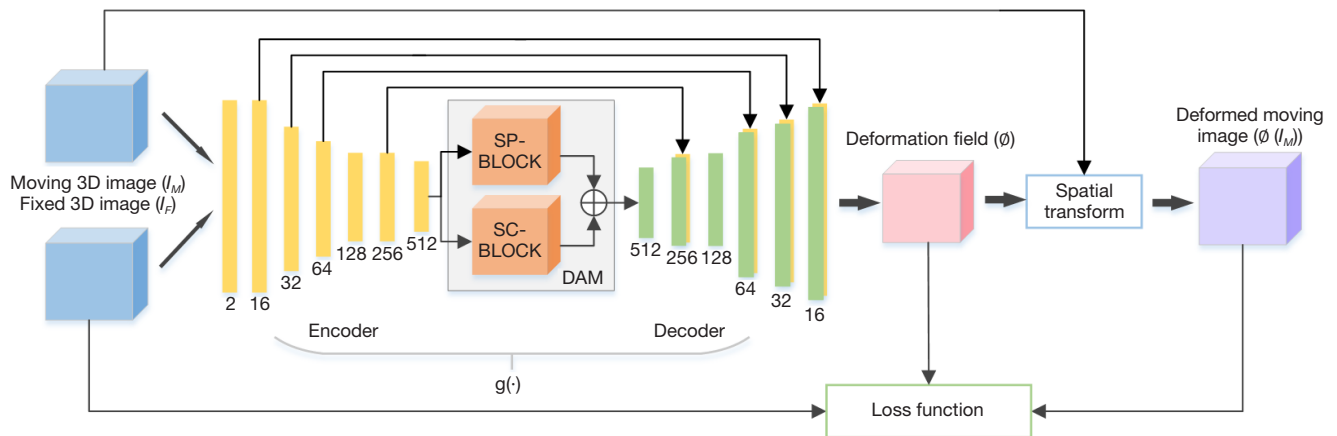 Moving 3D image (I_M)
Fixed 3D image (I_F)
2
16
32
64
128
256
512
SP-
BLOCK
SC-
BLOCK
DAM
512
256
128
64
32
16
Encoder
Decoder
g(·)
Deformation field (Ø)
Spatial
transform
Deformed moving
image (Ø (I_M))
Loss function